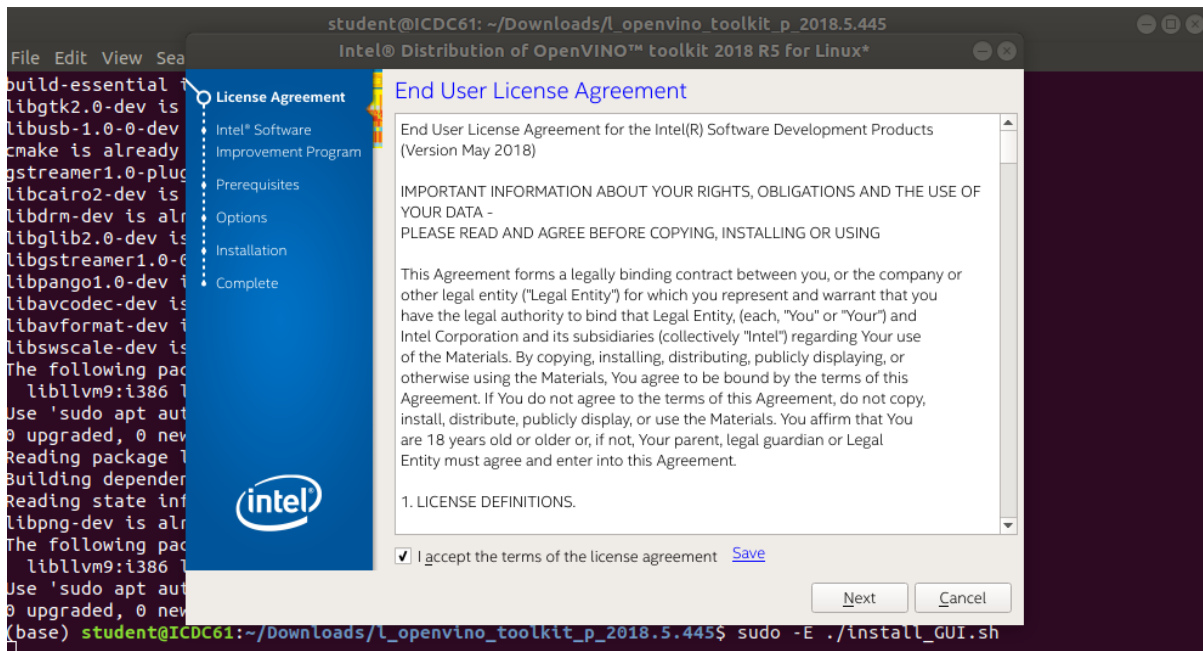 student@ICDC61: ~/Downloads/l_openvino_toolkit_p_2018.5.445
Intel® Distribution of OpenVINO™ toolkit 2018 R5 for Linux*
File Edit View Sea
build-essential
libgtk2.0-dev is
libusb-1.0-0-dev
cmake is already
gstreamer1.0-plug
libcairo2-dev is
libdrm-dev is alr
libglib2.0-dev is
libgstreamer1.0-
libpango1.0-dev
libavcodec-dev is
libavformat-dev
libswscale-dev is
The following pac
libllvm9:i386
Use 'sudo apt aut
0 upgraded, 0 new
Reading package
Building depender
Reading state inf
libpng-dev is alr
The following pac
libllvm9:i386
Use 'sudo apt aut
0 upgraded, 0 new
License Agreement
Intel® Software
Improvement Program
Prerequisites
Options
Installation
Complete
intel®
End User License Agreement
End User License Agreement for the Intel(R) Software Development Products
(Version May 2018)
IMPORTANT INFORMATION ABOUT YOUR RIGHTS, OBLIGATIONS AND THE USE OF
YOUR DATA -
PLEASE READ AND AGREE BEFORE COPYING, INSTALLING OR USING
This Agreement forms a legally binding contract between you, or the company or
other legal entity ("Legal Entity") for which you represent and warrant that you
have the legal authority to bind that Legal Entity, (each, "You" or "Your") and
Intel Corporation and its subsidiaries (collectively "Intel") regarding Your use
of the Materials. By copying, installing, distributing, publicly displaying, or
otherwise using the Materials, You agree to be bound by the terms of this
Agreement. If You do not agree to the terms of this Agreement, do not copy,
install, distribute, publicly display, or use the Materials. You affirm that You
are 18 years old or older or, if not, Your parent, legal guardian or Legal
Entity must agree and enter into this Agreement.
1. LICENSE DEFINITIONS.
I accept the terms of the license agreement Save
Next Cancel
(base) student@ICDC61:~/Downloads/l_openvino_toolkit_p_2018.5.445$ sudo -E ./install_GUI.sh